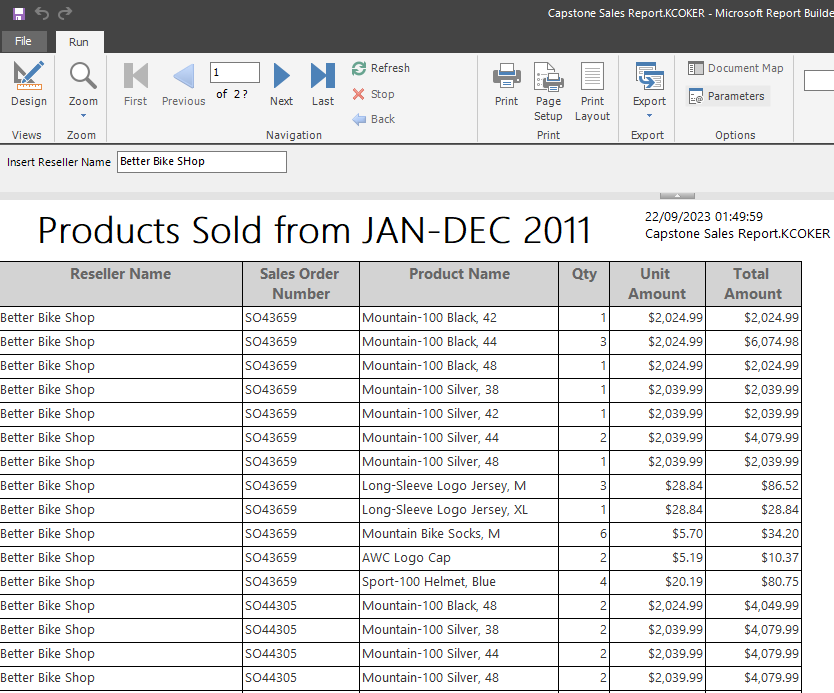 Capstone Sales Report.KCOKER - Microsoft Report Builde
File Run
Design Zoom First Previous 1 of 2 ? Next Last Refresh Stop Back Print Page Setup Print Layout Export Document Map Parameters
Views Zoom Navigation Print Export Options
Insert Reseller Name Better Bike SHop
Products Sold from JAN-DEC 2011
22/09/2023 01:49:59
Capstone Sales Report.KCOKER
Reseller Name Sales Order Number Product Name Qty Unit Amount Total Amount
Better Bike Shop SO43659 Mountain-100 Black, 42 1 $2,024.99 $2,024.99
Better Bike Shop SO43659 Mountain-100 Black, 44 3 $2,024.99 $6,074.98
Better Bike Shop SO43659 Mountain-100 Black, 48 1 $2,024.99 $2,024.99
Better Bike Shop SO43659 Mountain-100 Silver, 38 1 $2,039.99 $2,039.99
Better Bike Shop SO43659 Mountain-100 Silver, 42 1 $2,039.99 $2,039.99
Better Bike Shop SO43659 Mountain-100 Silver, 44 2 $2,039.99 $4,079.99
Better Bike Shop SO43659 Mountain-100 Silver, 48 1 $2,039.99 $2,039.99
Better Bike Shop SO43659 Long-Sleeve Logo Jersey, M 3 $28.84 $86.52
Better Bike Shop SO43659 Long-Sleeve Logo Jersey, XL 1 $28.84 $28.84
Better Bike Shop SO43659 Mountain Bike Socks, M 6 $5.70 $34.20
Better Bike Shop SO43659 AWC Logo Cap 2 $5.19 $10.37
Better Bike Shop SO43659 Sport-100 Helmet, Blue 4 $20.19 $80.75
Better Bike Shop SO44305 Mountain-100 Black, 48 2 $2,024.99 $4,049.99
Better Bike Shop SO44305 Mountain-100 Silver, 38 2 $2,039.99 $4,079.99
Better Bike Shop SO44305 Mountain-100 Silver, 44 2 $2,039.99 $4,079.99
Better Bike Shop SO44305 Mountain-100 Silver, 48 2 $2,039.99 $4,079.99